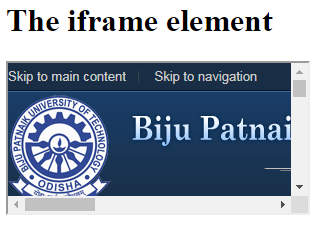 The iframe element
Skip to main content
Skip to navigation
BIJU PATNAIK UNIVERSITY OF TECHNOLOGY
ODISHA
Biju Patnai